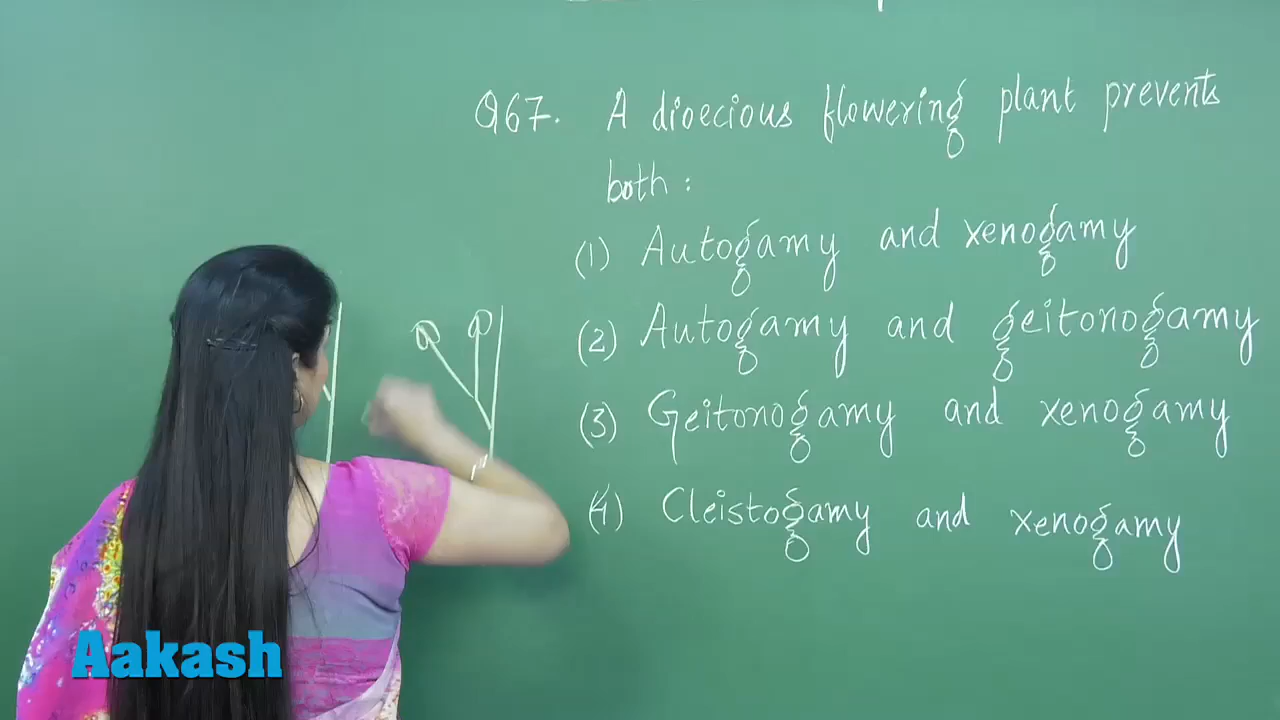 Q67. A dioecious flowering plant prevents
both :
(1) Autogamy and xenogamy
(2) Autogamy and geitonogamy
(3) Geitonogamy and xenogamy
(4) Cleistogamy and xenogamy
Aakash